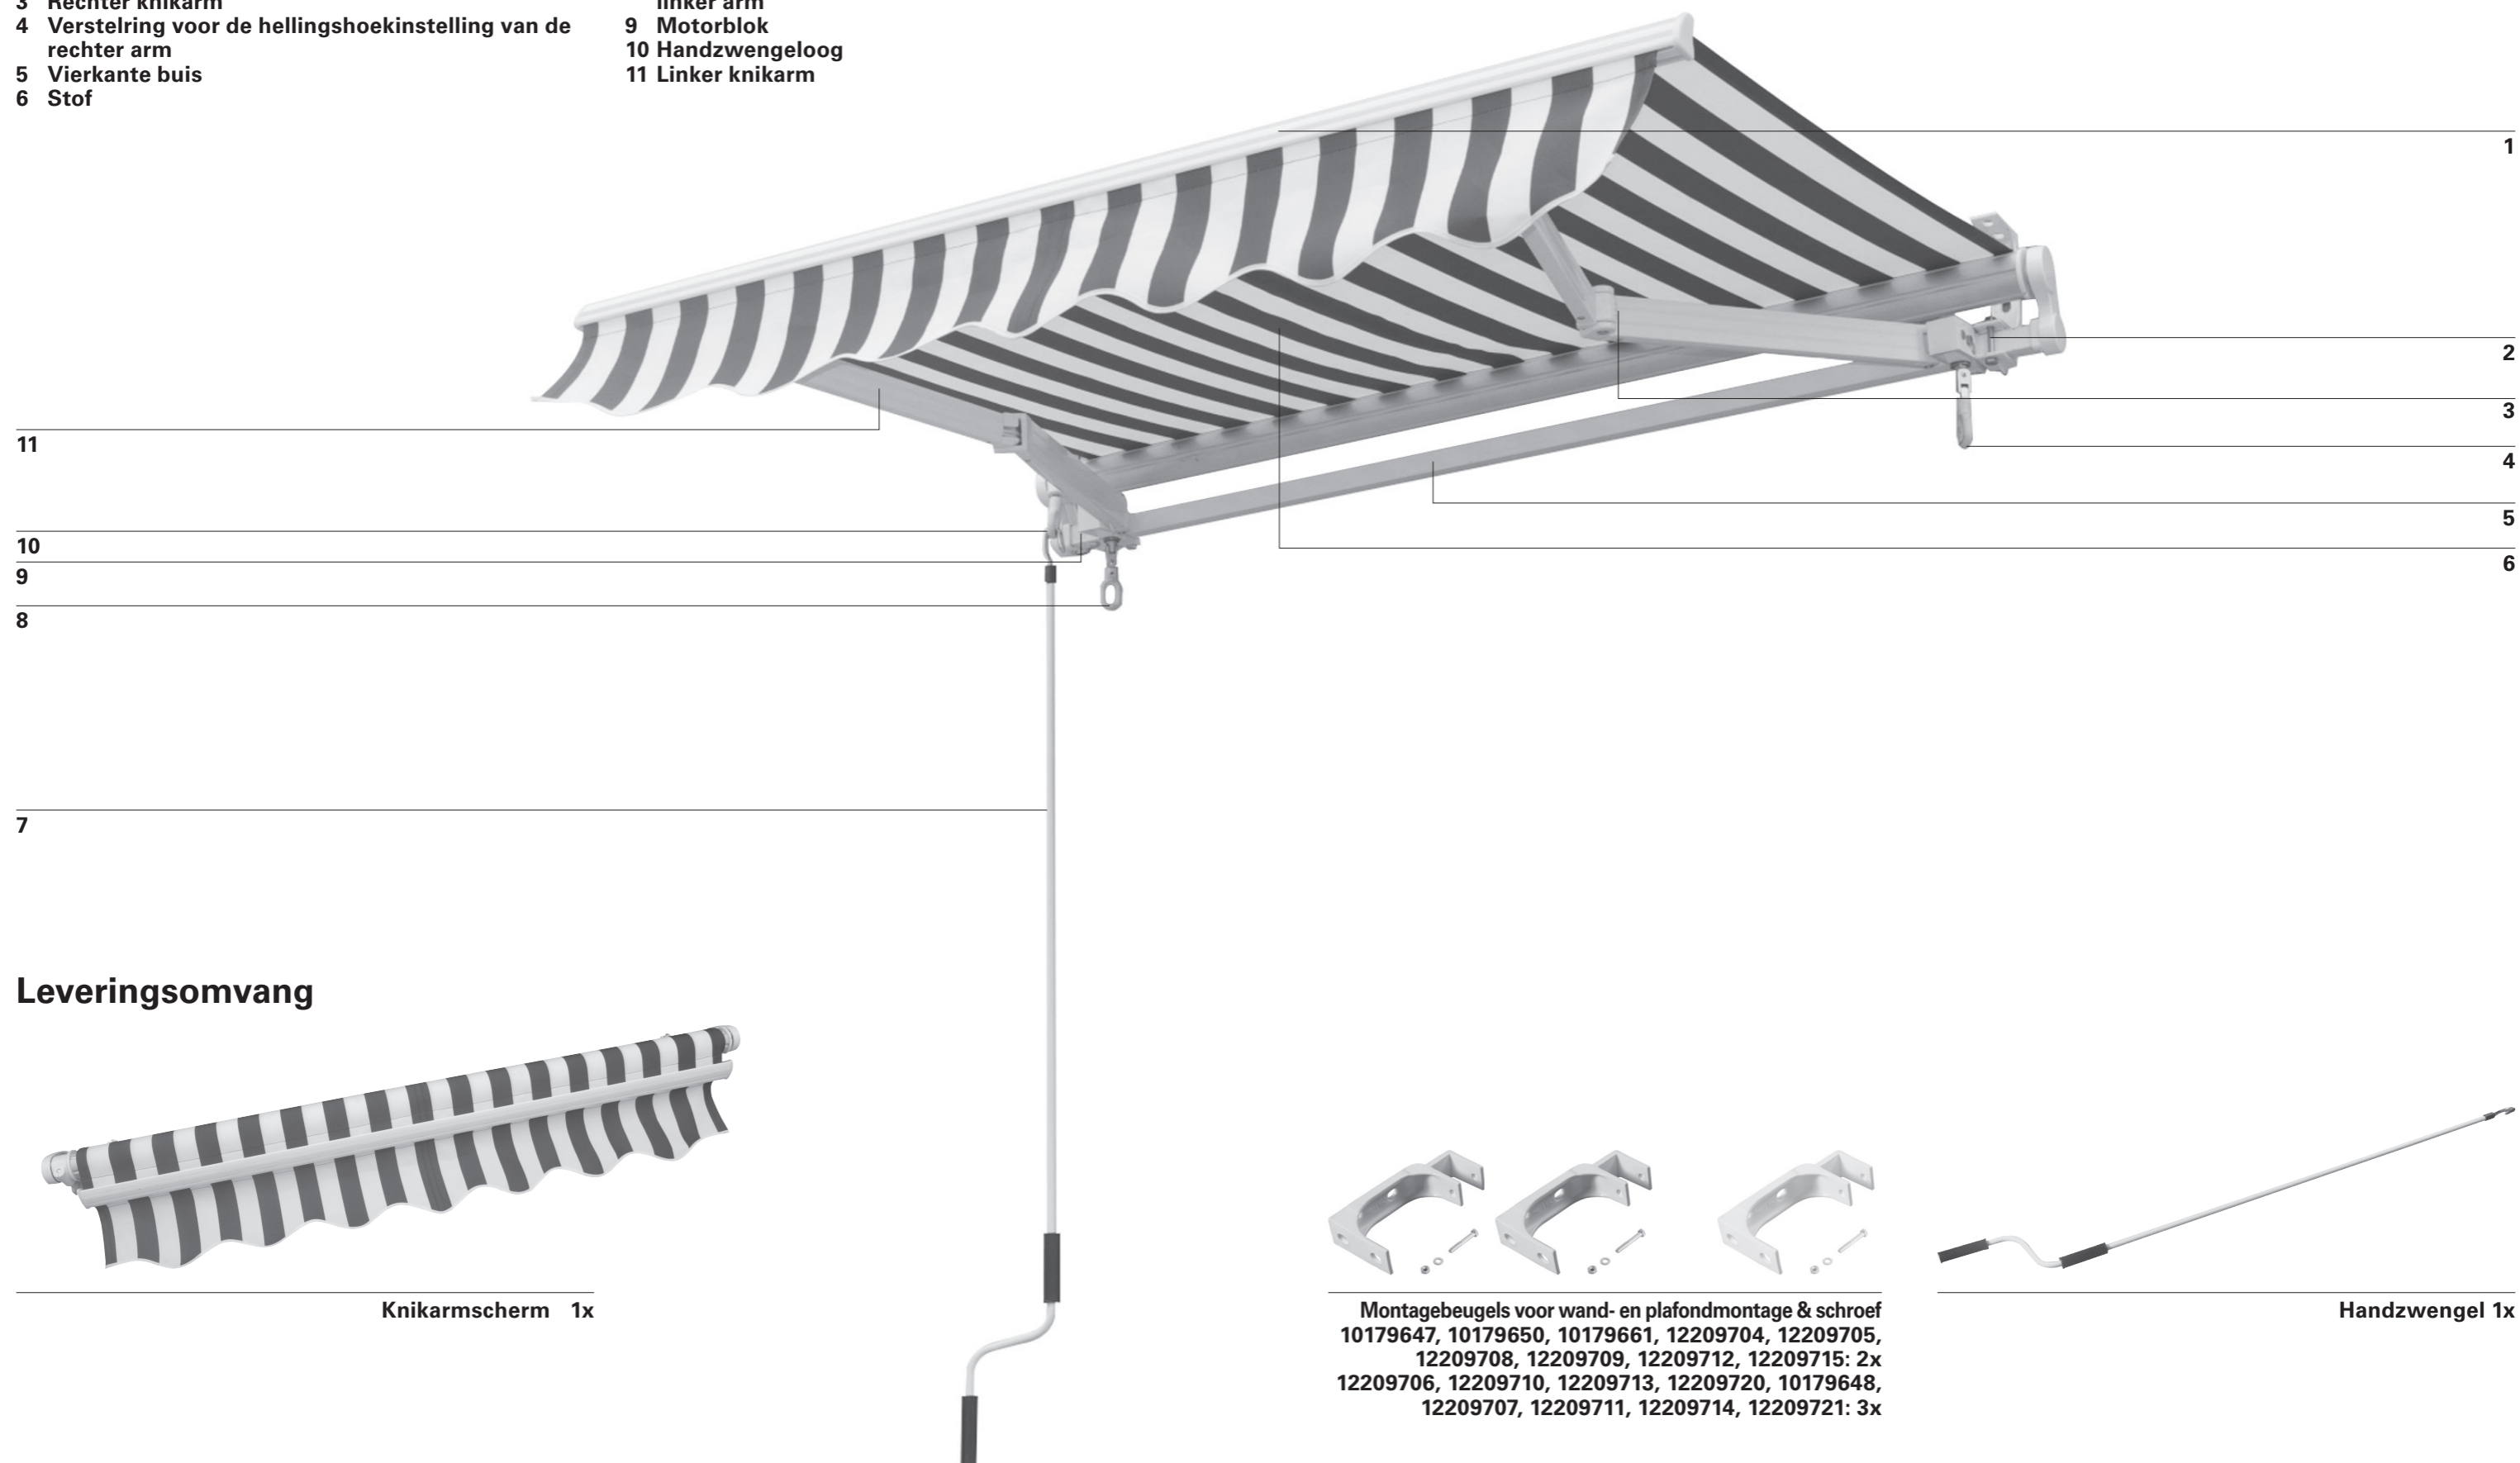 3 Rechter knikarm
4 Verstelring voor de hellingshoekinstelling van de
rechter arm
5 Vierkante buis
6 Stof
linker arm
9 Motorblok
10 Handzwengeloog
11 Linker knikarm
1
2
3
4
5
6
11
10
9
8
7
Leveringsomvang
Knikarmscherm 1x
Montagebeugels voor wand- en plafondmontage & schroef
10179647, 10179650, 10179661, 12209704, 12209705,
12209708, 12209709, 12209712, 12209715: 2x
12209706, 12209710, 12209713, 12209720, 10179648,
12209707, 12209711, 12209714, 12209721: 3x
Handzwengel 1x